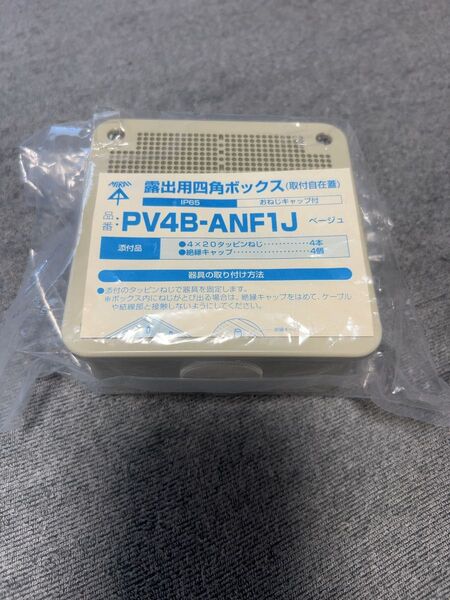 MIRAI
露出用四角ボックス(取付自在蓋)
IP65 おねじキャップ付
品番:PV4B-ANF1J ベージュ
添付品 ●4×20タッピンねじ…………4本
●絶縁キャップ…………………4個
器具の取り付け方法
●添付のタッピンねじで器具を固定します。
※ボックス内にねじがとび出る場合は、絶縁キャップをはめて、ケーブル
や結線部と接触しないようにしてください。